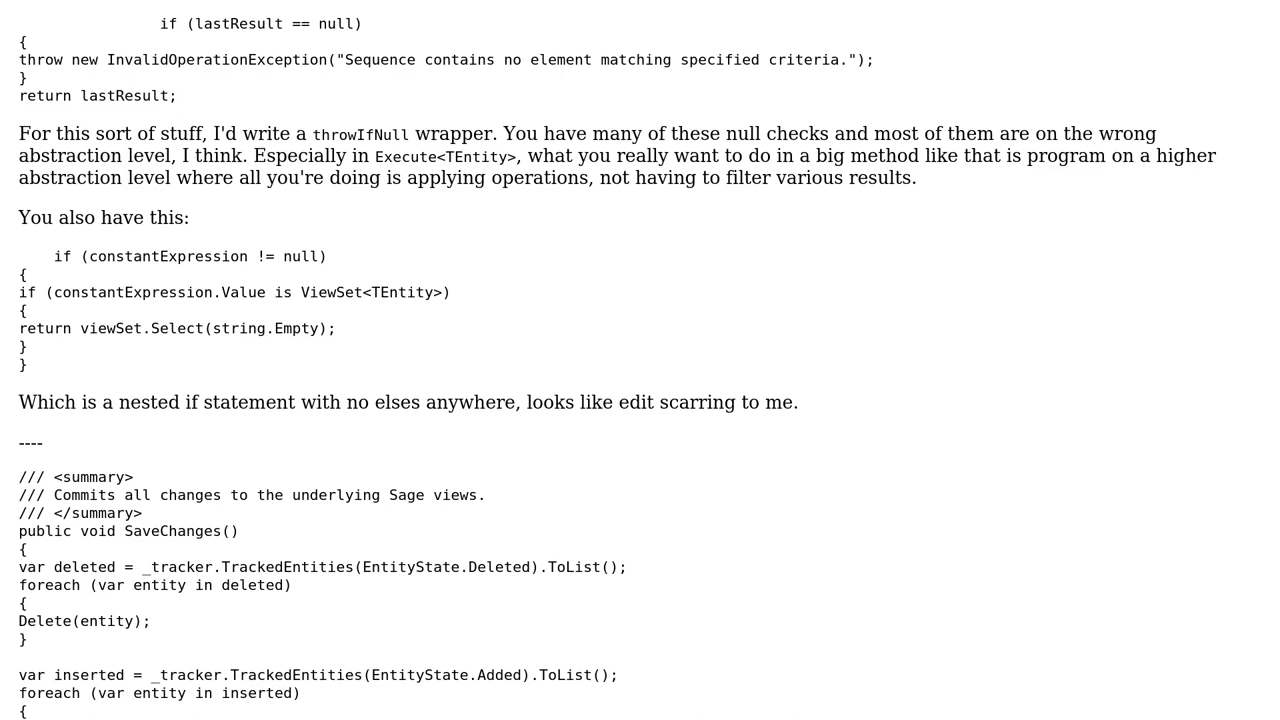 if (lastResult == null)
{
throw new InvalidOperationException("Sequence contains no element matching specified criteria.");
}
return lastResult;
For this sort of stuff, I'd write a throwIfNull wrapper. You have many of these null checks and most of them are on the wrong
abstraction level, I think. Especially in Execute<TEntity>, what you really want to do in a big method like that is program on a higher
abstraction level where all you're doing is applying operations, not having to filter various results.
You also have this:
if (constantExpression != null)
{
if (constantExpression.Value is ViewSet<TEntity>)
{
return viewSet.Select(string.Empty);
}
}
Which is a nested if statement with no elses anywhere, looks like edit scarring to me.
----
/// <summary>
/// Commits all changes to the underlying Sage views.
/// </summary>
public void SaveChanges()
{
var deleted = _tracker.TrackedEntities(EntityState.Deleted).ToList();
foreach (var entity in deleted)
{
Delete(entity);
}
var inserted = _tracker.TrackedEntities(EntityState.Added).ToList();
foreach (var entity in inserted)
{